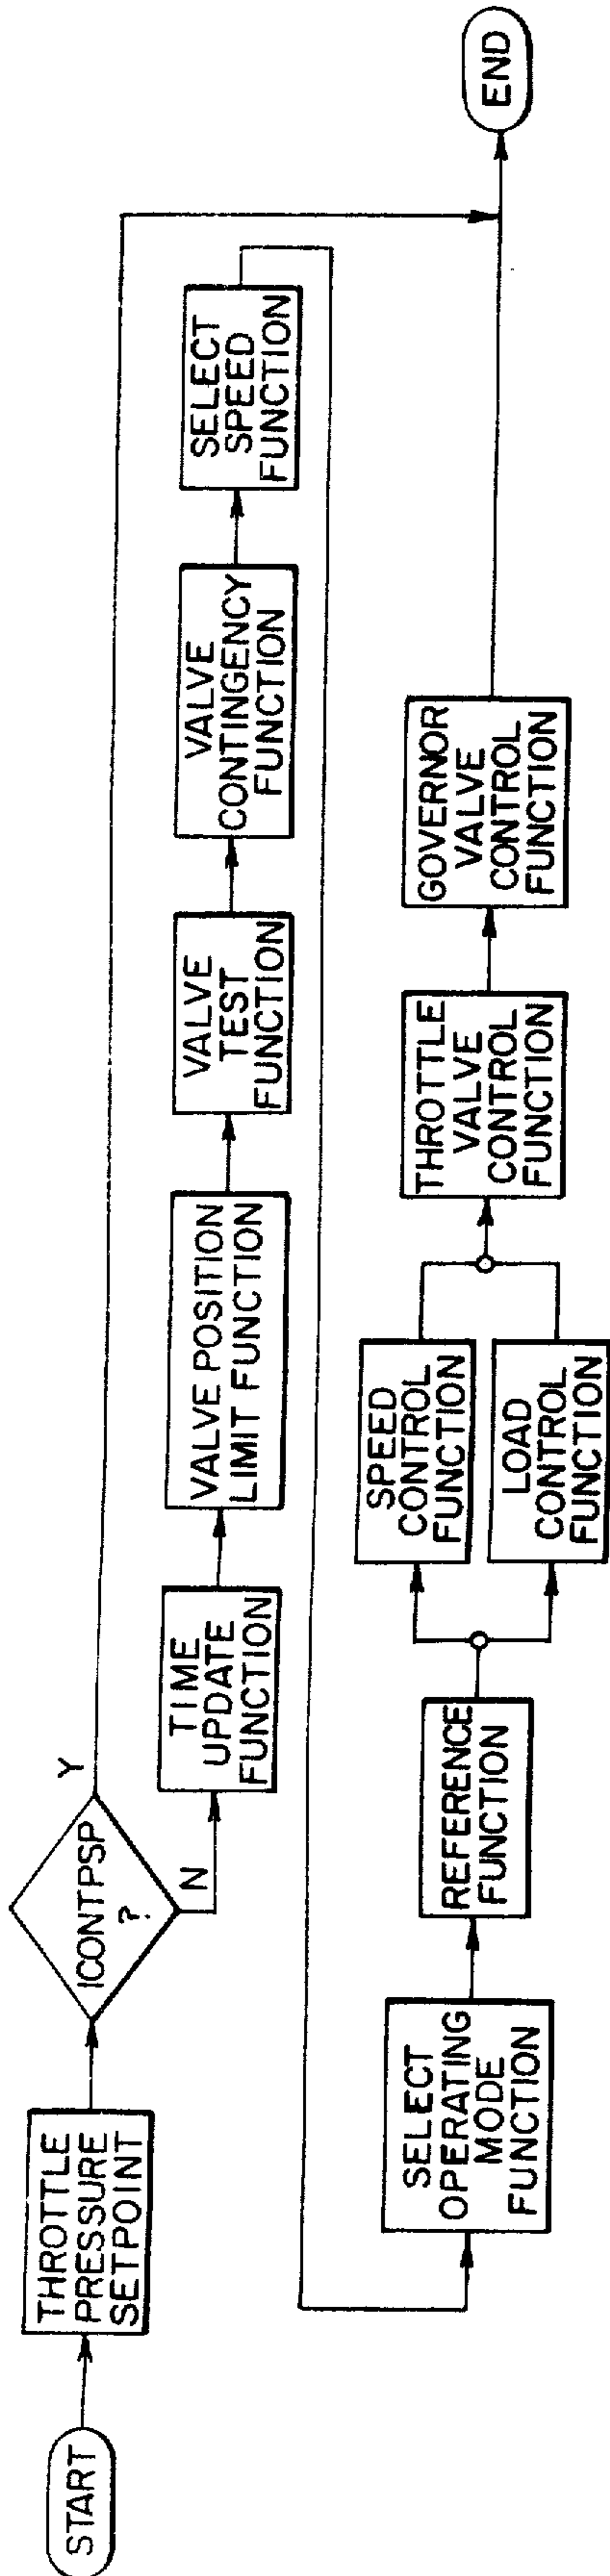 START
THROTTLE
PRESSURE
SETPOINT
ICONTPSP
?
Y
N
TIME
UPDATE
FUNCTION
VALVE POSITION
LIMIT FUNCTION
VALVE
TEST
FUNCTION
VALVE
CONTINGENCY
FUNCTION
SELECT
SPEED
FUNCTION
SELECT
OPERATING
MODE
FUNCTION
REFERENCE
FUNCTION
SPEED
CONTROL
FUNCTION
LOAD
CONTROL
FUNCTION
THROTTLE
VALVE
CONTROL
FUNCTION
GOVERNOR
VALVE
CONTROL
FUNCTION
END